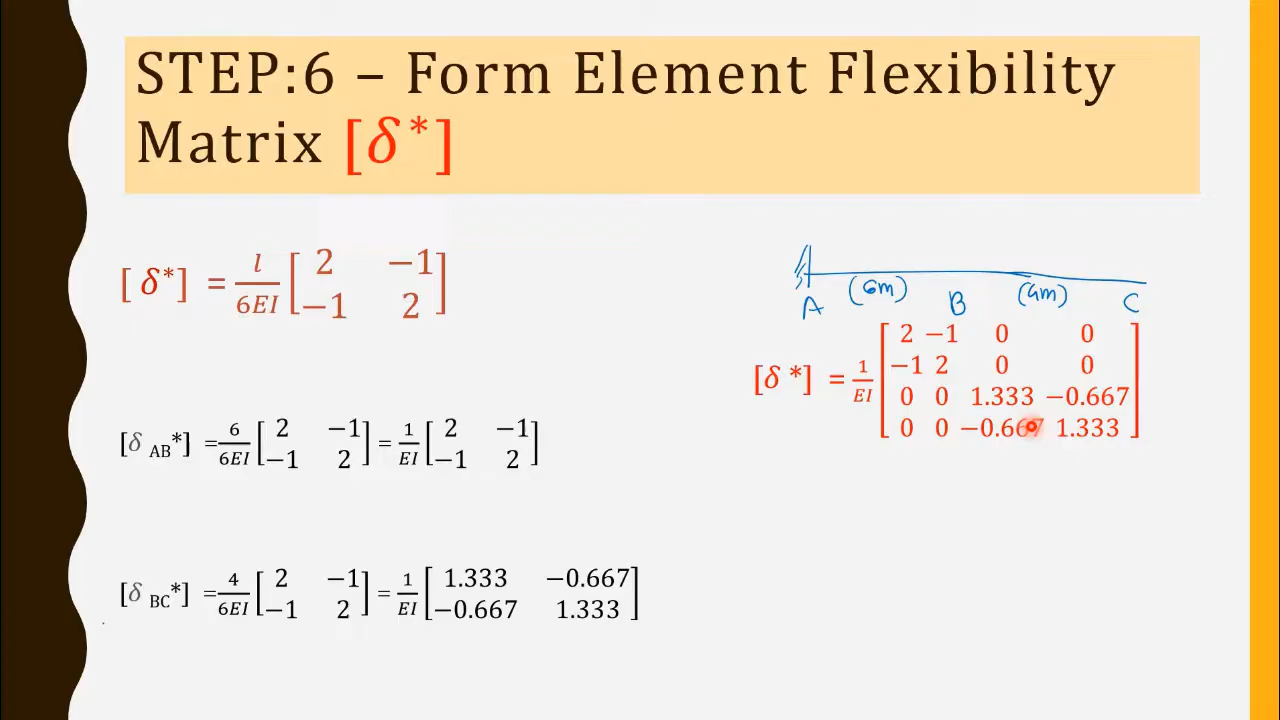 STEP:6 – Form Element Flexibility
Matrix [δ*]
[ δ*] = l/6EI [2 −1
−1 2]
(6m) (4m)
A B C
[δ *] = 1/EI [2 −1 0 0
−1 2 0 0
0 0 1.333 −0.667
0 0 −0.667 1.333]
[δ AB*] = 6/6EI [2 −1
−1 2] = 1/EI [2 −1
−1 2]
[δ BC*] = 4/6EI [2 −1
−1 2] = 1/EI [1.333 −0.667
−0.667 1.333]